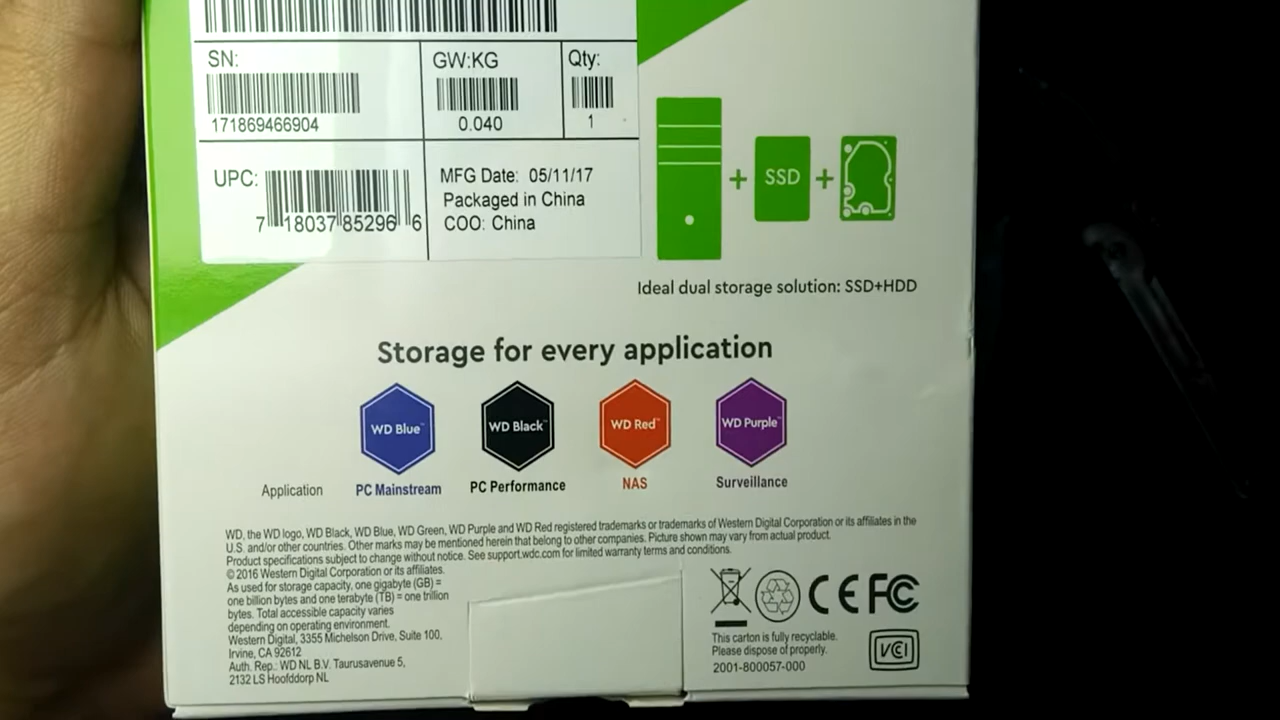 SN:
171869466904
GW:KG
0.040
Qty:
1
UPC:
7 18037 85296 6
MFG Date: 05/11/17
Packaged in China
COO: China
+ SSD +
Ideal dual storage solution: SSD+HDD
Storage for every application
WD Blue™
WD Black™
WD Red™
WD Purple™
Application
PC Mainstream
PC Performance
NAS
Surveillance
WD, the WD logo, WD Black, WD Blue, WD Green, WD Purple and WD Red registered trademarks or trademarks of Western Digital Corporation or its affiliates in the
U.S. and/or other countries. Other marks may be mentioned herein that belong to other companies. Picture shown may vary from actual product.
Product specifications subject to change without notice. See support.wdc.com for limited warranty terms and conditions.
© 2016 Western Digital Corporation or its affiliates.
As used for storage capacity, one gigabyte (GB) =
one billion bytes and one terabyte (TB) = one trillion
bytes. Total accessible capacity varies
depending on operating environment.
Western Digital, 3355 Michelson Drive, Suite 100,
Irvine, CA 92612
Auth. Rep.: WD NL B.V. Taurusavenue 5,
2132 LS Hoofddorp NL
CE FC
This carton is fully recyclable.
Please dispose of properly.
2001-800057-000
VCI